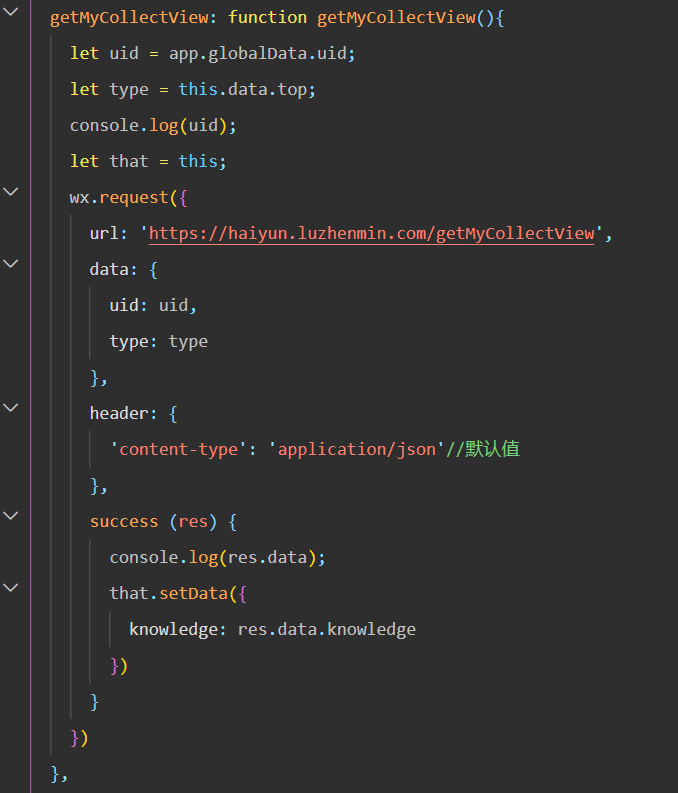 getMyCollectView: function getMyCollectView(){
let uid = app.globalData.uid;
let type = this.data.top;
console.log(uid);
let that = this;
wx.request({
url: 'https://haiyun.luzhenmin.com/getMyCollectView',
data: {
uid: uid,
type: type
},
header: {
'content-type': 'application/json'//默认值
},
success (res) {
console.log(res.data);
that.setData({
knowledge: res.data.knowledge
})
}
})
},